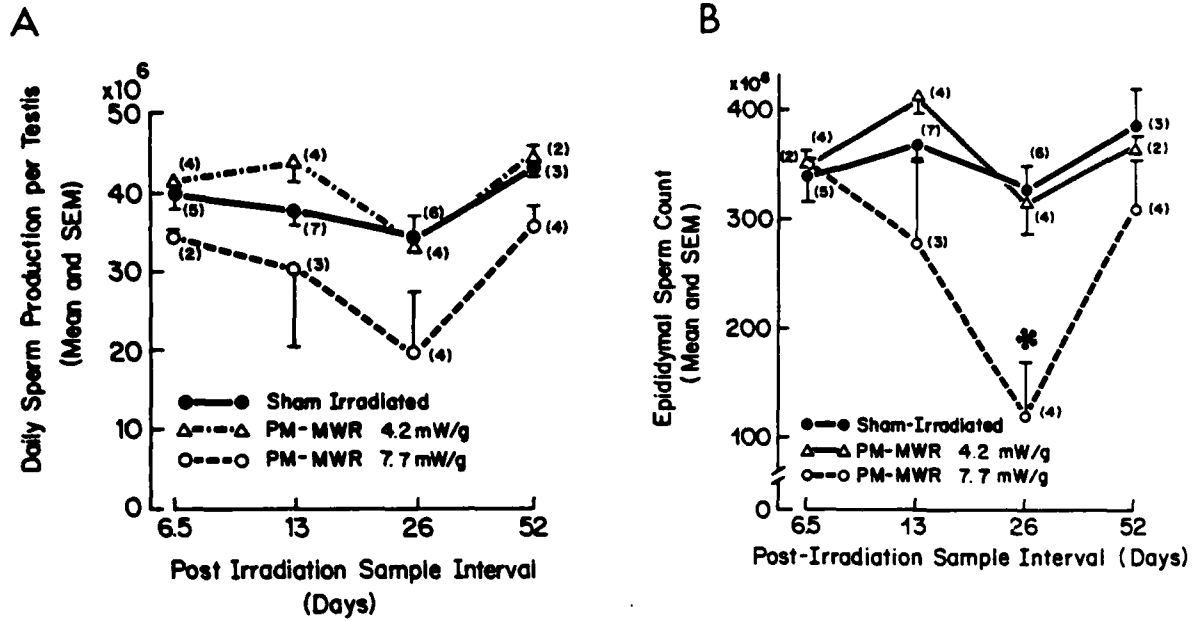 A
Daily Sperm Production per Testis
(Mean and SEM)
x10^6
50
40
30
20
10
0
(4)
(4)
(2)
(5)
(7)
(6)
(3)
(2)
(3)
(4)
(4)
(4)
Sham Irradiated
PM-MWR 4.2 mW/g
PM-MWR 7.7 mW/g
6.5
13
26
52
Post Irradiation Sample Interval
(Days)
B
Epididymal Sperm Count
(Mean and SEM)
x10^6
400
300
200
100
0
(4)
(4)
(2)
(7)
(5)
(6)
(3)
(2)
(4)
(3)
(4)
*
(4)
Sham-Irradiated
PM-MWR 4.2 mW/g
PM-MWR 7.7 mW/g
6.5
13
26
52
Post-Irradiation Sample Interval (Days)